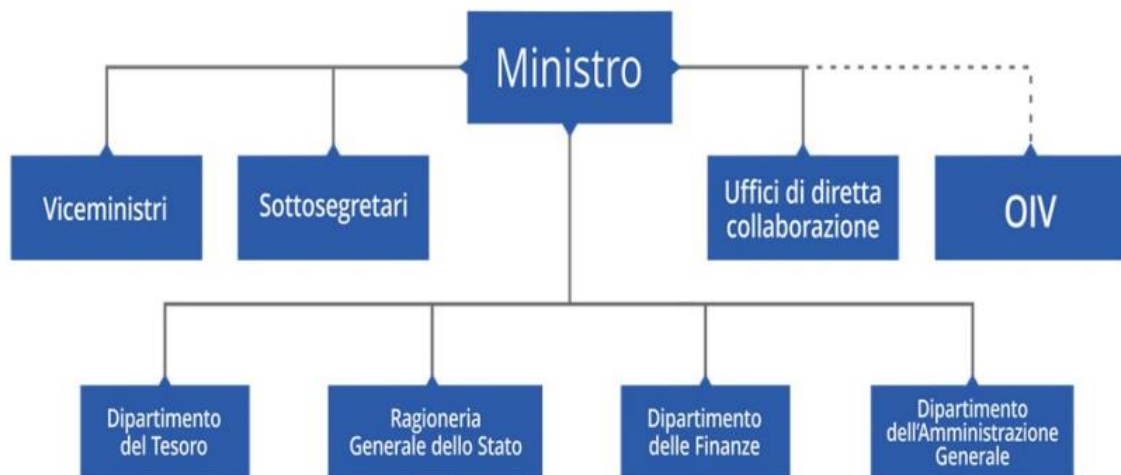 Ministro
Viceministri
Sottosegretari
Uffici di diretta
collaborazione
OIV
Dipartimento
del Tesoro
Ragioneria
Generale dello Stato
Dipartimento
delle Finanze
Dipartimento
dell'Amministrazione
Generale